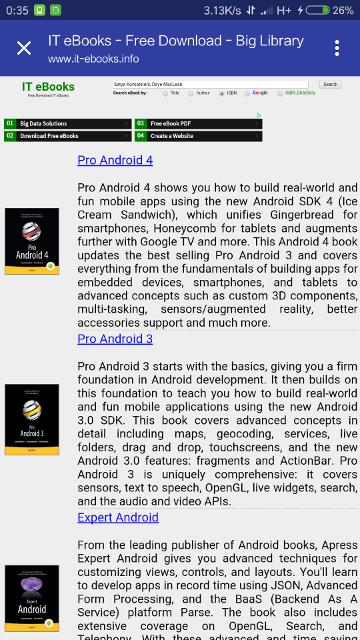 0:35 3.13K/s H+ 26%
IT eBooks - Free Download - Big Library
www.it-ebooks.info
IT eBooks
Free Download IT eBooks
Satya Komatineni, Dave MacLean
Search
Search eBook by: Title Author ISBN Google ISBN.Directory
01 Big Data Solutions
03 Free eBook PDF
02 Download Free eBooks
04 Create a Website
Pro Android 4
Pro Android 4 shows you how to build real-world and
fun mobile apps using the new Android SDK 4 (Ice
Cream Sandwich), which unifies Gingerbread for
smartphones, Honeycomb for tablets and augments
further with Google TV and more. This Android 4 book
updates the best selling Pro Android 3 and covers
everything from the fundamentals of building apps for
embedded devices, smartphones, and tablets to
advanced concepts such as custom 3D components,
multi-tasking, sensors/augmented reality, better
accessories support and much more.
Pro
Android 4
Pro Android 3
Pro Android 3 starts with the basics, giving you a firm
foundation in Android development. It then builds on
this foundation to teach you how to build real-world
and fun mobile applications using the new Android
3.0 SDK. This book covers advanced concepts in
detail including maps, geocoding, services, live
folders, drag and drop, touchscreens, and the new
Android 3.0 features: fragments and ActionBar. Pro
Android 3 is uniquely comprehensive: it covers
sensors, text to speech, OpenGL, live widgets, search,
and the audio and video APIs.
Pro
Android 3
Expert Android
From the leading publisher of Android books, Apress
Expert Android gives you advanced techniques for
customizing views, controls, and layouts. You'll learn
to develop apps in record time using JSON, Advanced
Form Processing, and the BaaS (Backend As A
Service) platform Parse. The book also includes
extensive coverage on OpenGL, Search, and
Telephony. With these advanced and time saving
Expert
Android